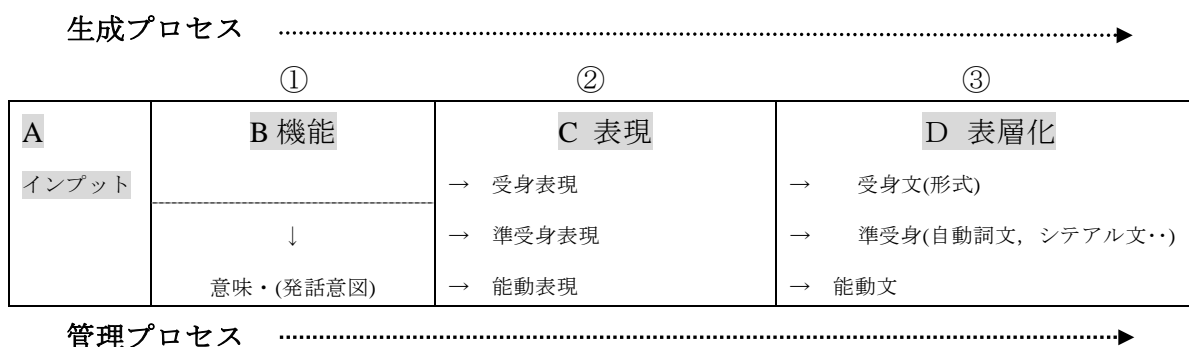 生成プロセス
① ② ③
A B 機能 C 表現 D 表層化
インプット → 受身表現 → 受身文(形式)
↓ → 準受身表現 → 準受身(自動詞文，シテアル文・・)
意味・(発話意図) → 能動表現 → 能動文
管理プロセス